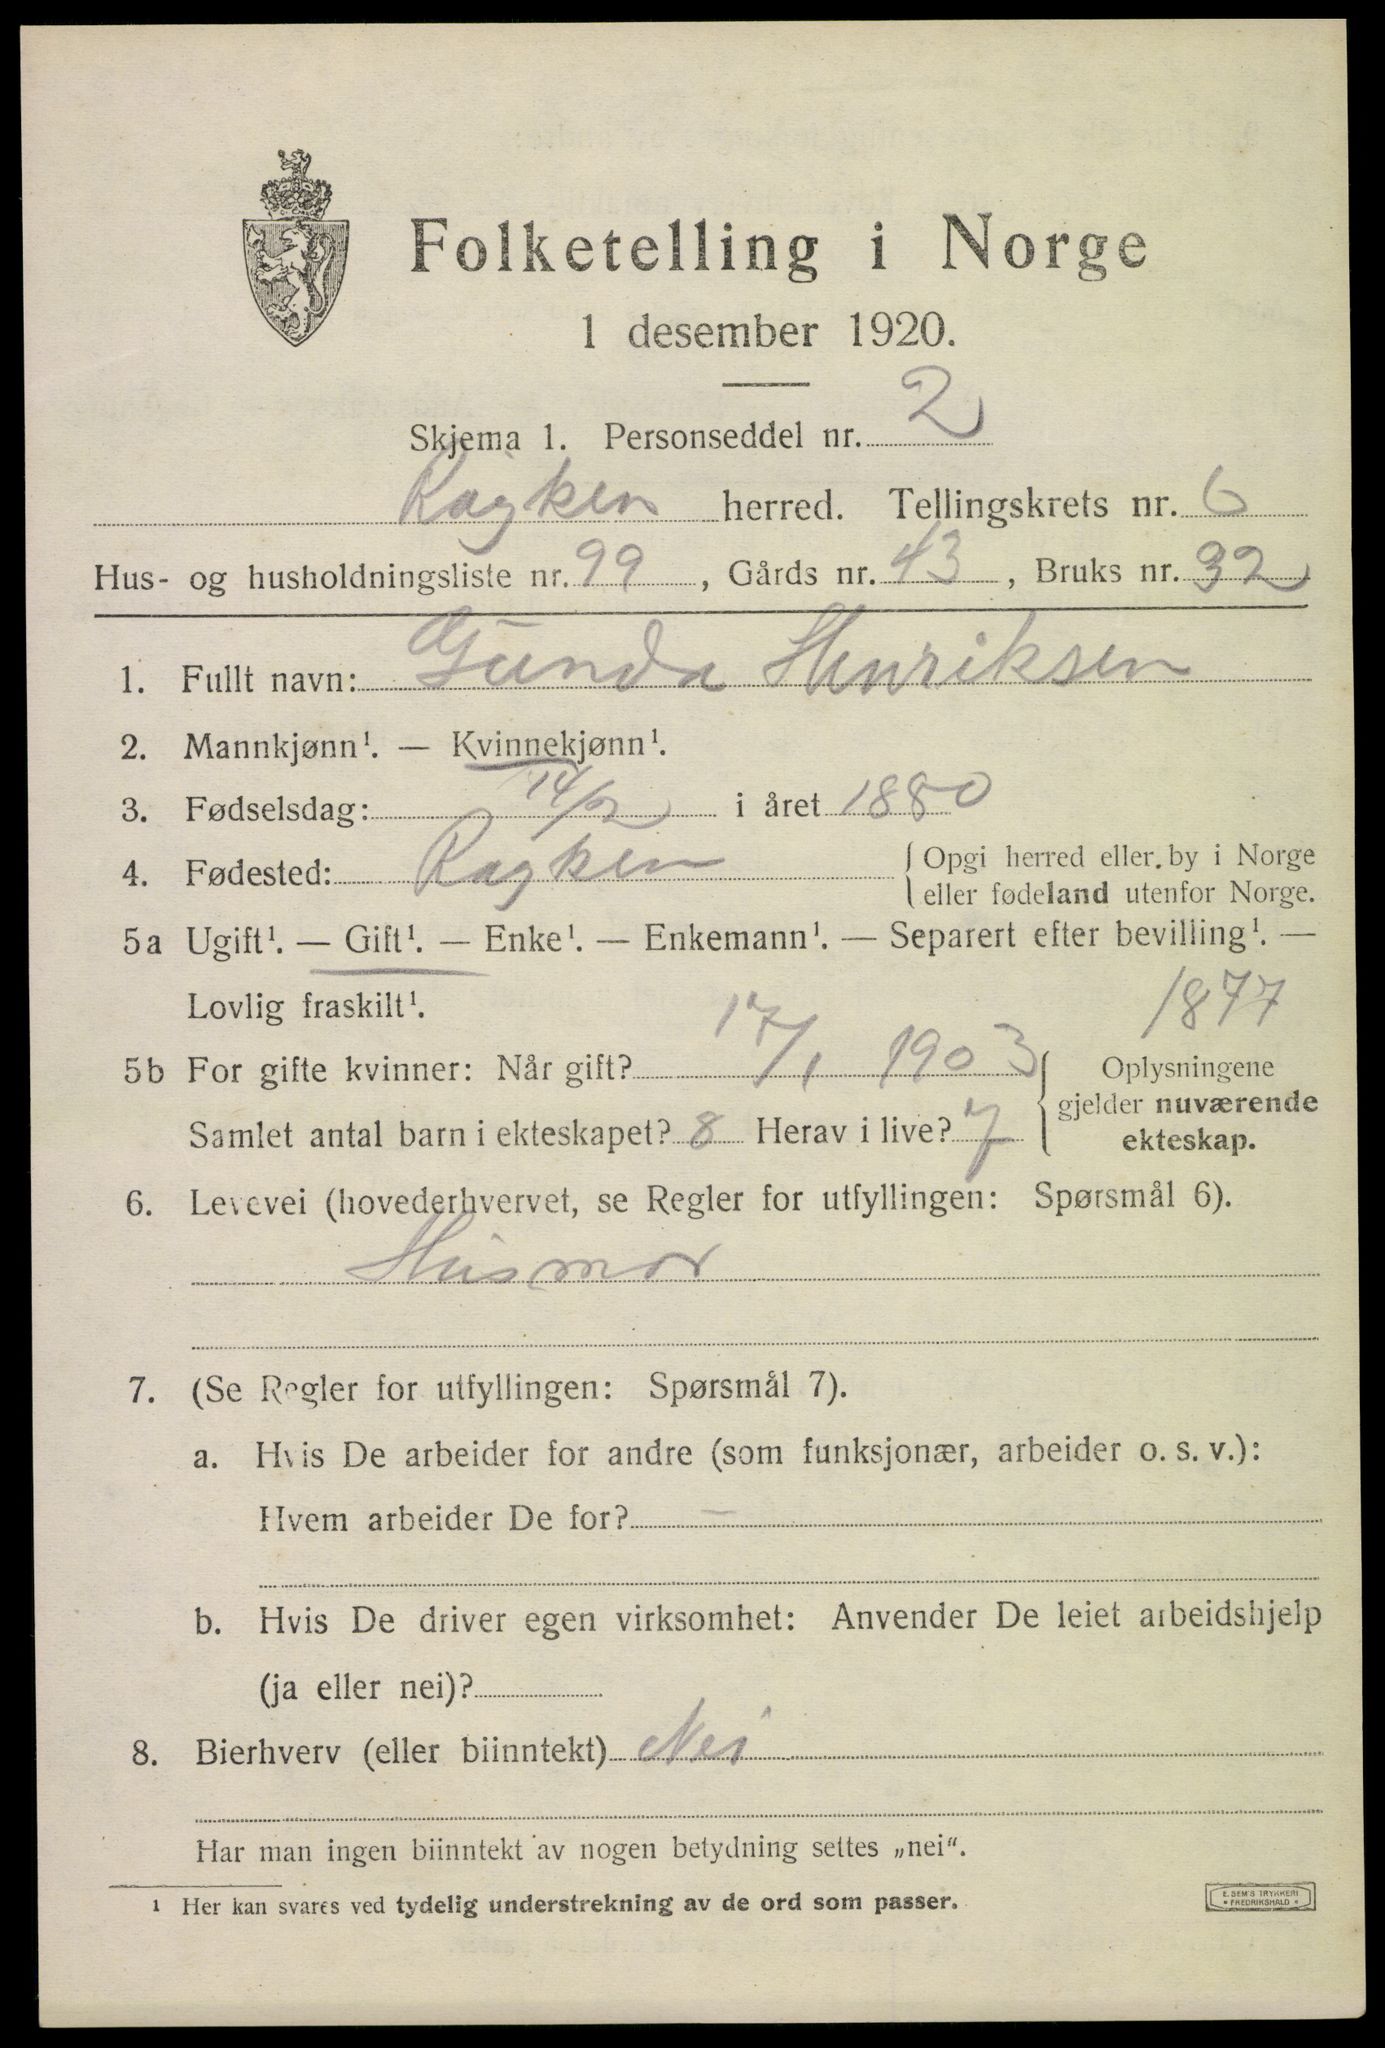 Folketelling i Norge
1 desember 1920.
Skjema 1. Personseddel nr. 2
Røyken herred. Tellingskrets nr. 6
Hus- og husholdningsliste nr. 99, Gårds nr. 43, Bruks nr. 32
1. Fullt navn: Gunda Henriksen
2. Mannkjønn¹. — Kvinnekjønn¹.
3. Fødselsdag: 14/2 i året 1880
4. Fødested: Røyken { Opgi herred eller by i Norge
eller fødeland utenfor Norge.
5a Ugift¹. — Gift¹. — Enke¹. — Enkemann¹. — Separert efter bevilling¹. —
Lovlig fraskilt¹.
1877
5b For gifte kvinner: Når gift? 17/1 1903 { Oplysningene
gjelder nuværende
ekteskap.
Samlet antal barn i ekteskapet? 8 Herav i live? 7
6. Levevei (hovederhvervet, se Regler for utfyllingen: Spørsmål 6).
Husmor
7. (Se Regler for utfyllingen: Spørsmål 7).
a. Hvis De arbeider for andre (som funksjonær, arbeider o. s. v.):
Hvem arbeider De for? —
b. Hvis De driver egen virksomhet: Anvender De leiet arbeidshjelp
(ja eller nei)?
8. Bierhverv (eller biinntekt) Nei
Har man ingen biinntekt av nogen betydning settes „nei“.
¹ Her kan svares ved tydelig understrekning av de ord som passer.
E. SEM'S TRYKKERI
• FREDRIKSHALD •